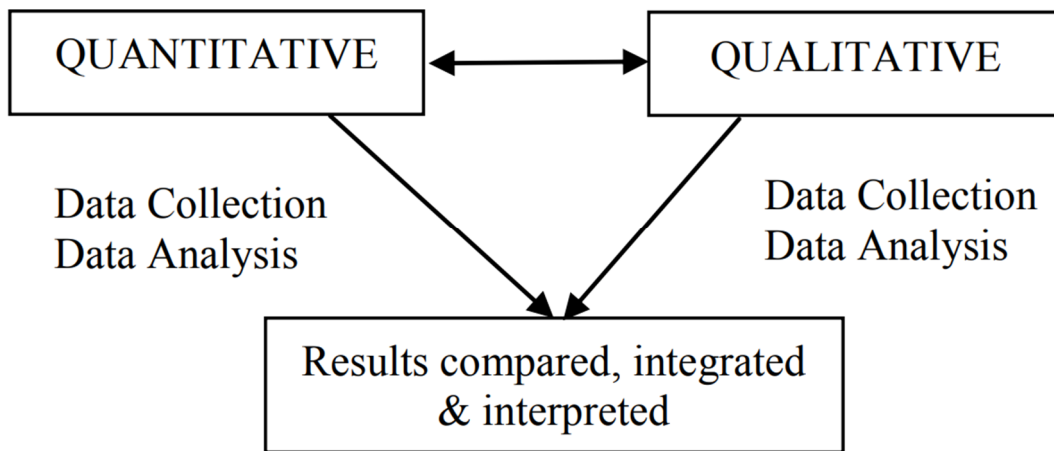 QUANTITATIVE
QUALITATIVE
Data Collection
Data Analysis
Data Collection
Data Analysis
Results compared, integrated
& interpreted